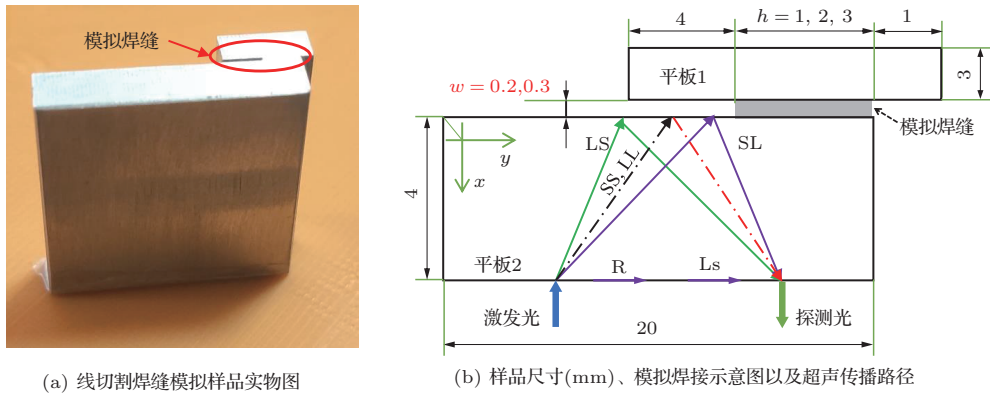 模拟焊缝
4
h = 1, 2, 3
1
平板1
3
w = 0.2,0.3
模拟焊缝
LS
SL
SS,LL
y
x
4
平板2
R
Ls
激发光
探测光
20
(a) 线切割焊缝模拟样品实物图
(b) 样品尺寸(mm)、模拟焊接示意图以及超声传播路径